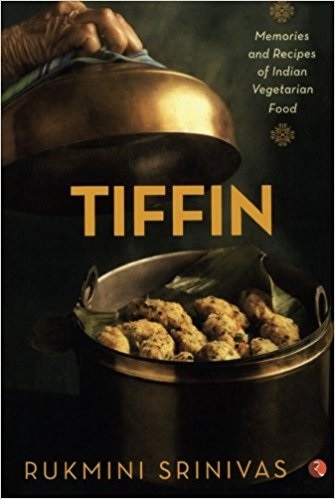 Memories
and Recipes
of Indian
Vegetarian
Food
TIFFIN
RUKMINI SRINIVAS